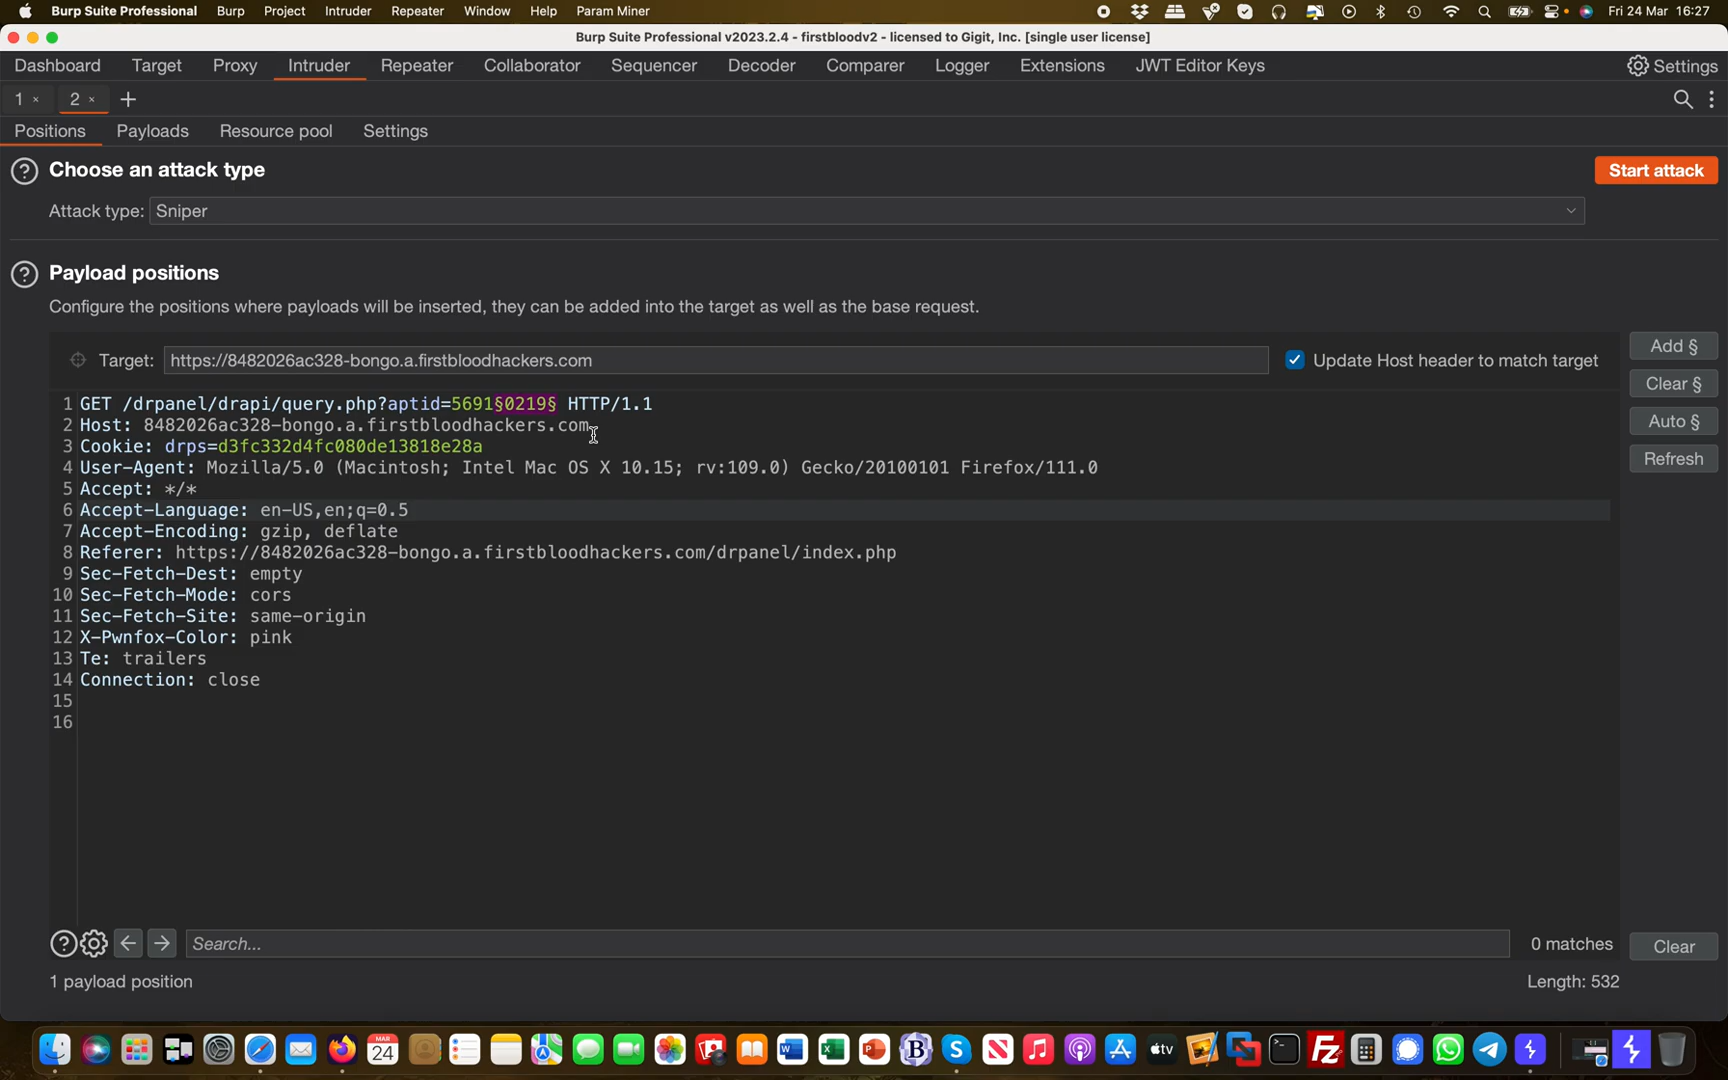 Burp Suite Professional Burp Project Intruder Repeater Window Help Param Miner Fri 24 Mar 16:27
Burp Suite Professional v2023.2.4 - firstbloodv2 - licensed to Gigit, Inc. [single user license]
Dashboard Target Proxy Intruder Repeater Collaborator Sequencer Decoder Comparer Logger Extensions JWT Editor Keys Settings
1 × 2 × +
Positions Payloads Resource pool Settings
? Choose an attack type Start attack
Attack type: Sniper
? Payload positions
Configure the positions where payloads will be inserted, they can be added into the target as well as the base request.
Target: https://8482026ac328-bongo.a.firstbloodhackers.com Update Host header to match target
Add §
Clear §
Auto §
Refresh
1 GET /drpanel/drapi/query.php?aptid=5691§0219§ HTTP/1.1
2 Host: 8482026ac328-bongo.a.firstbloodhackers.com
3 Cookie: drps=d3fc332d4fc080de13818e28a
4 User-Agent: Mozilla/5.0 (Macintosh; Intel Mac OS X 10.15; rv:109.0) Gecko/20100101 Firefox/111.0
5 Accept: */*
6 Accept-Language: en-US,en;q=0.5
7 Accept-Encoding: gzip, deflate
8 Referer: https://8482026ac328-bongo.a.firstbloodhackers.com/drpanel/index.php
9 Sec-Fetch-Dest: empty
10 Sec-Fetch-Mode: cors
11 Sec-Fetch-Site: same-origin
12 X-Pwnfox-Color: pink
13 Te: trailers
14 Connection: close
15
16
? Search... 0 matches Clear
1 payload position Length: 532
MAR
24
tv